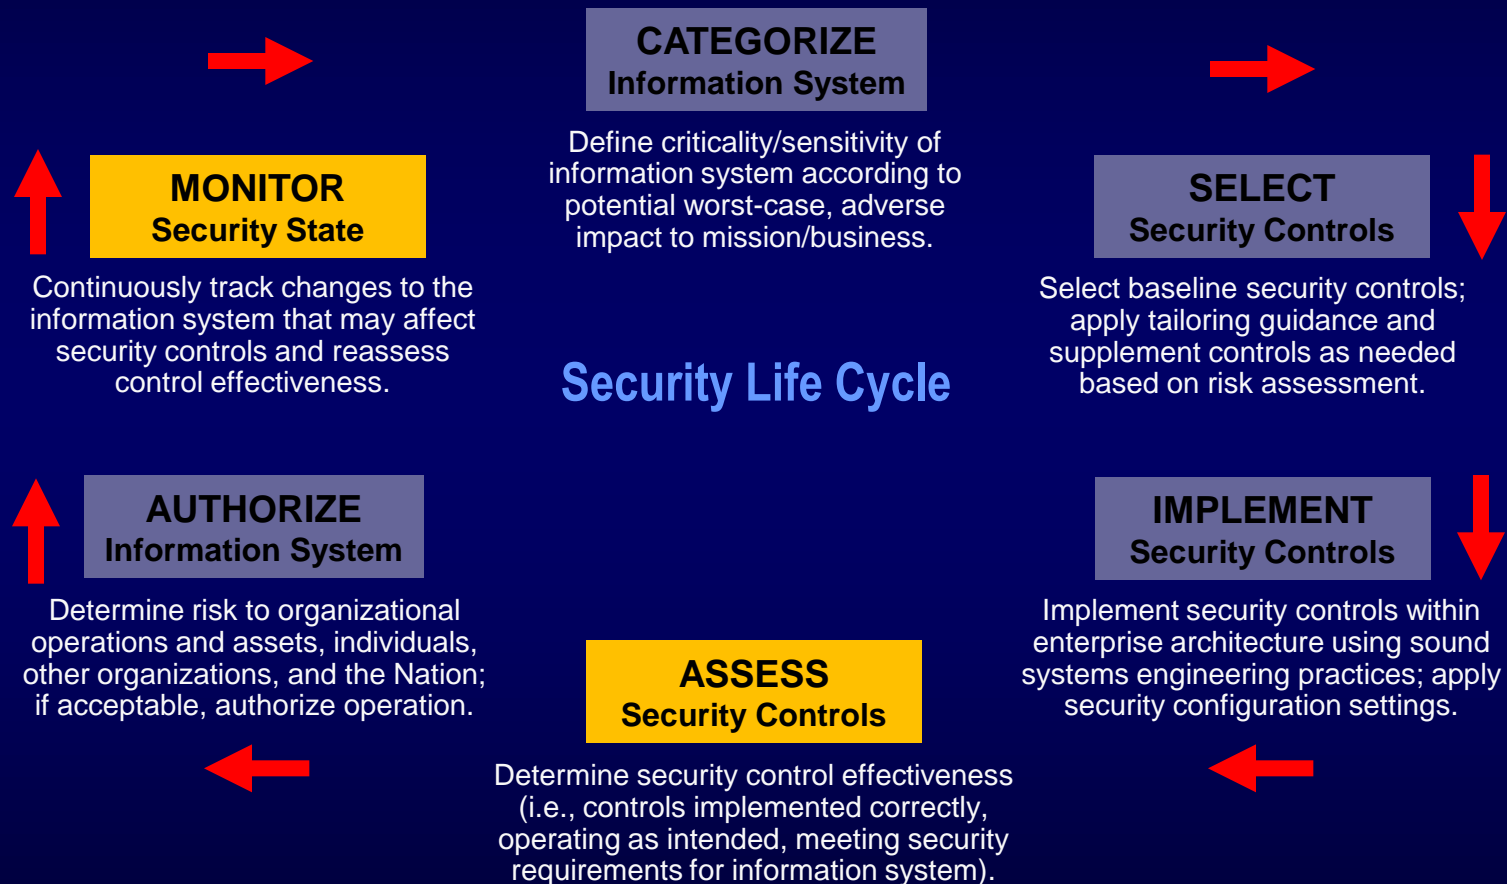 CATEGORIZE
Information System
Define criticality/sensitivity of
information system according to
potential worst-case, adverse
impact to mission/business.
MONITOR
Security State
Continuously track changes to the
information system that may affect
security controls and reassess
control effectiveness.
SELECT
Security Controls
Select baseline security controls;
apply tailoring guidance and
supplement controls as needed
based on risk assessment.
Security Life Cycle
AUTHORIZE
Information System
Determine risk to organizational
operations and assets, individuals,
other organizations, and the Nation;
if acceptable, authorize operation.
IMPLEMENT
Security Controls
Implement security controls within
enterprise architecture using sound
systems engineering practices; apply
security configuration settings.
ASSESS
Security Controls
Determine security control effectiveness
(i.e., controls implemented correctly,
operating as intended, meeting security
requirements for information system).